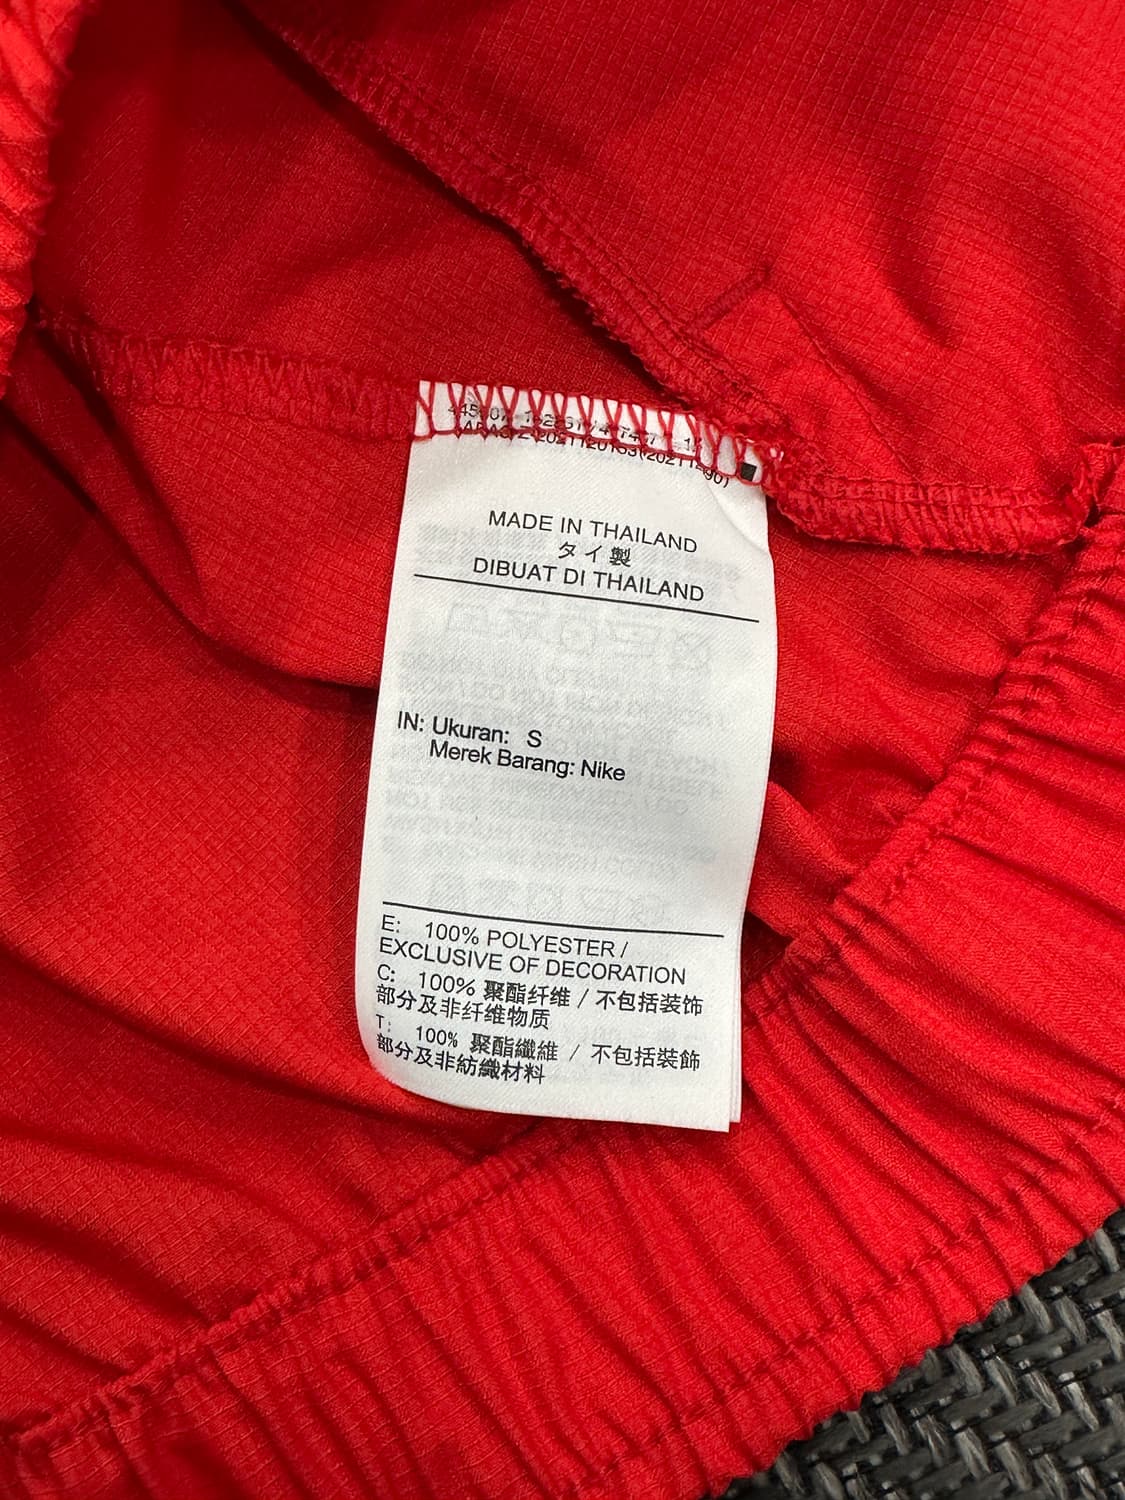 MADE IN THAILAND
タイ製
DIBUAT DI THAILAND
IN: Ukuran: S
Merek Barang: Nike
E: 100% POLYESTER /
EXCLUSIVE OF DECORATION
C: 100% 聚酯纤维 / 不包括装饰
部分及非纤维物质
T: 100% 聚酯纖維 / 不包括裝飾
部分及非紡織材料